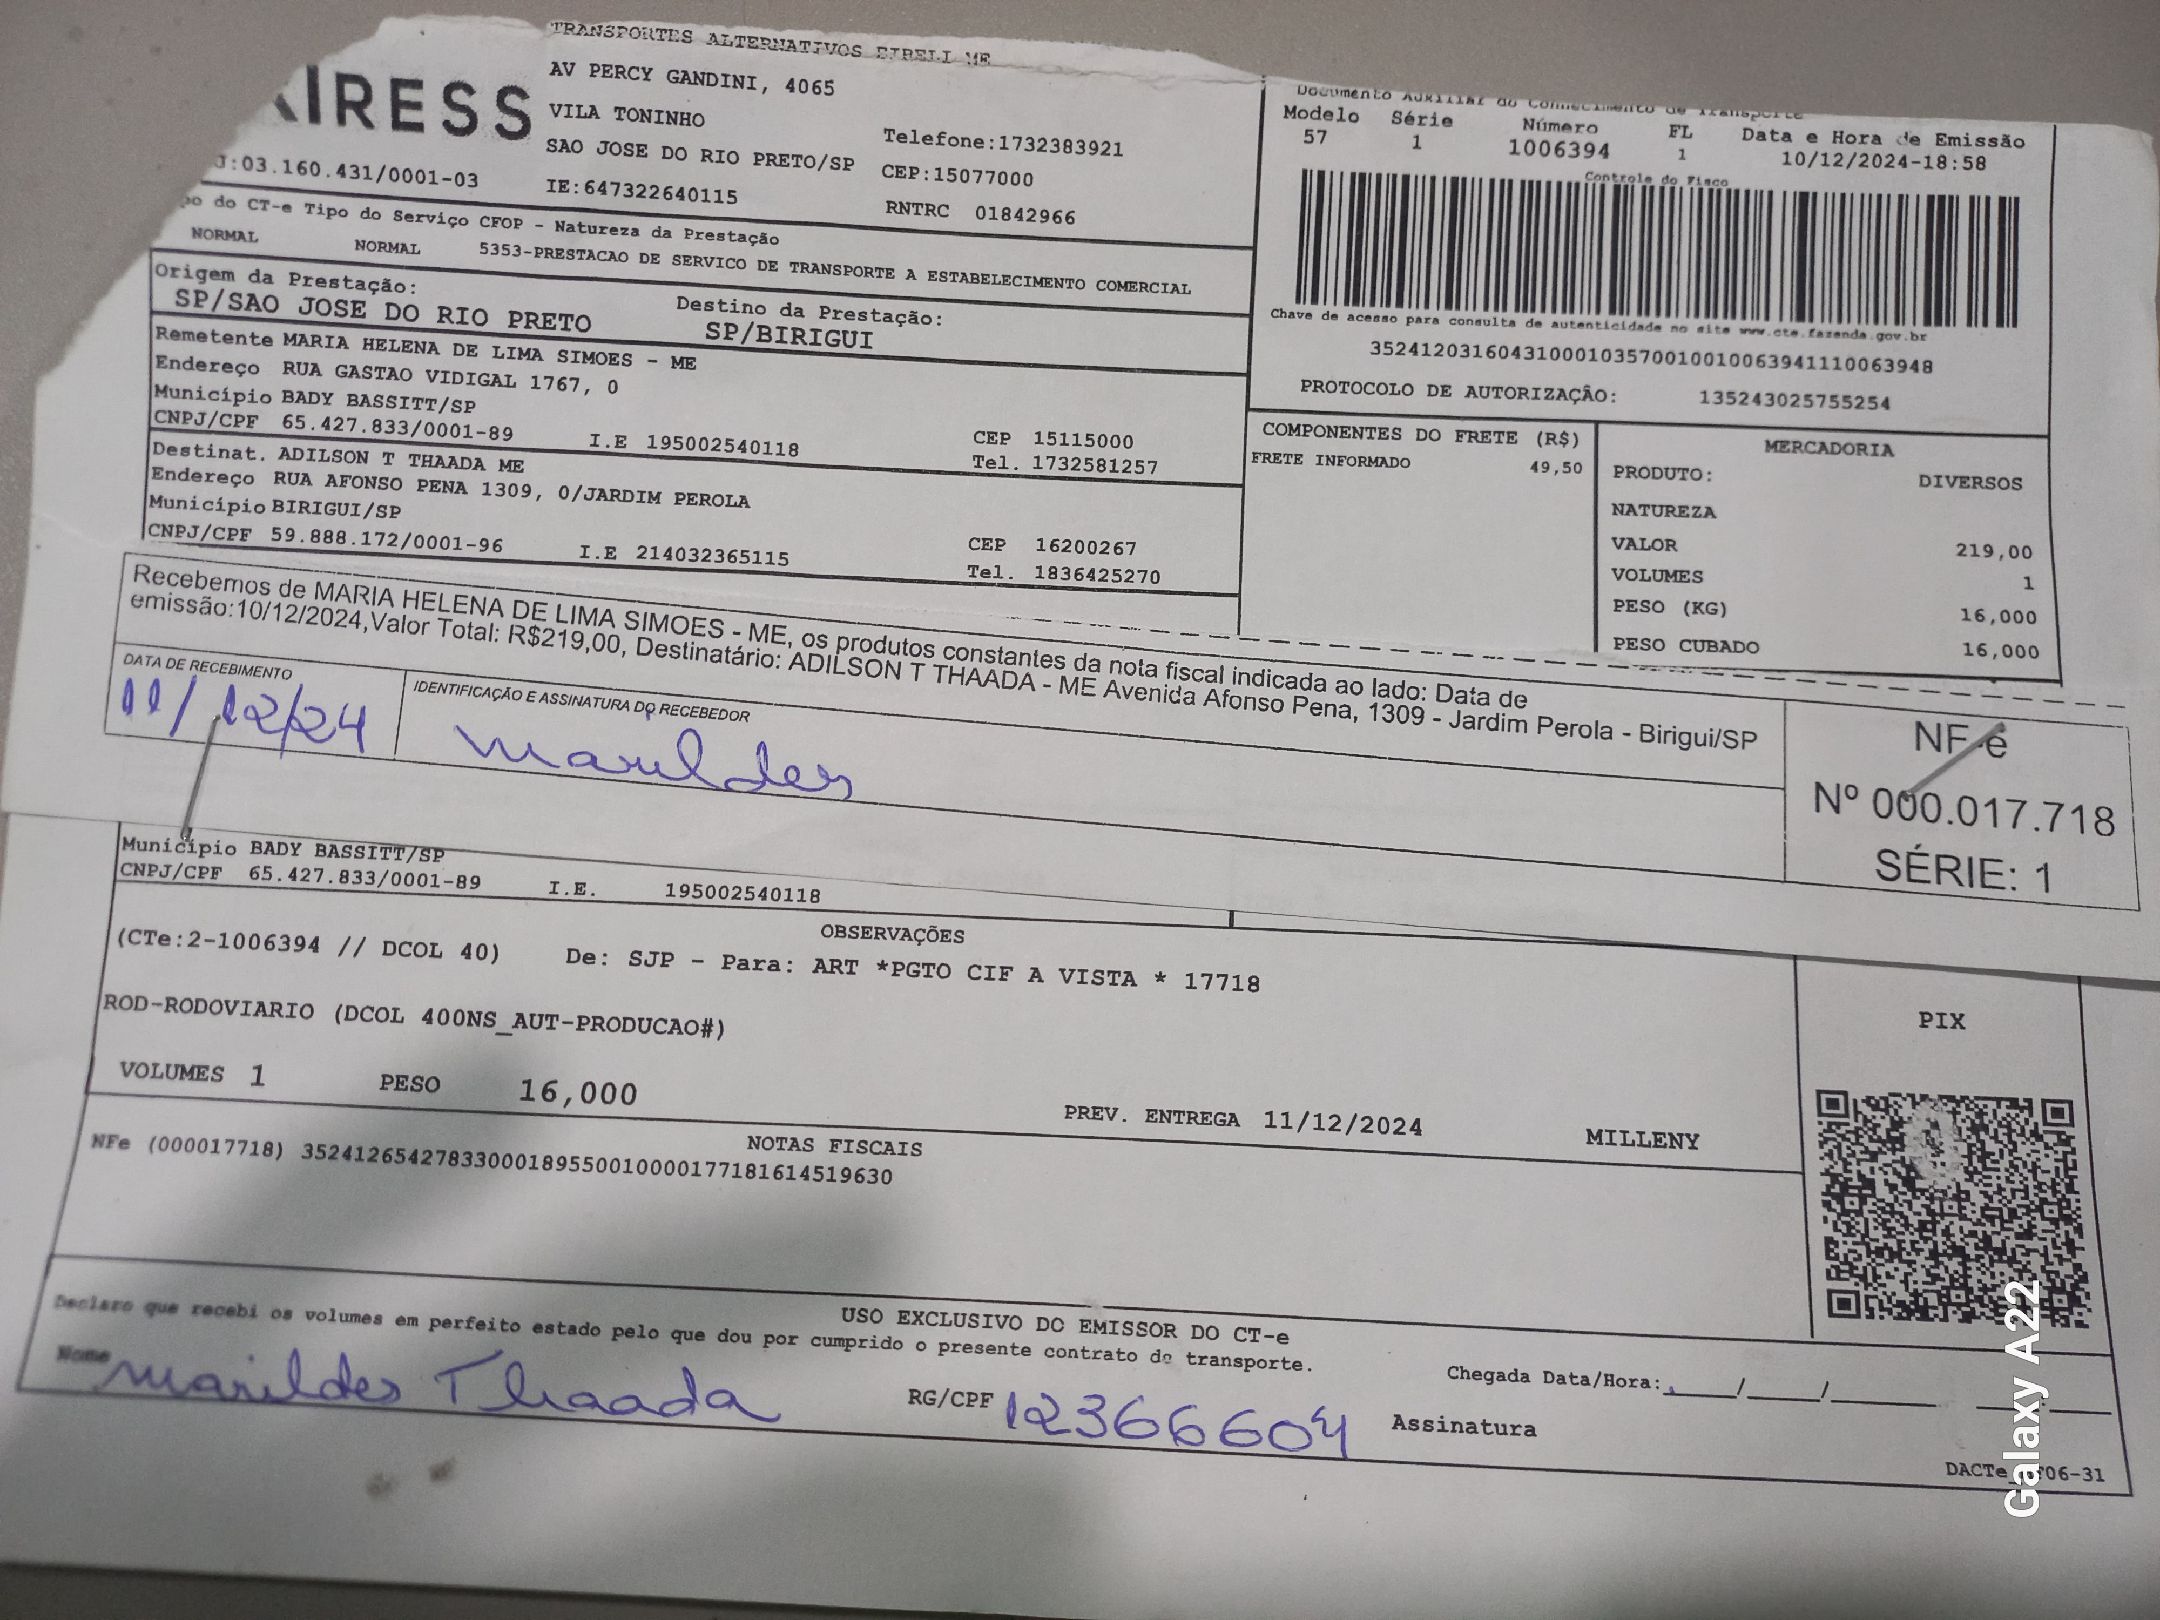 TRANSPORTES ALTERNATIVOS EIRELI ME
IRESS
AV PERCY GANDINI, 4065
VILA TONINHO
Telefone:1732383921
SAO JOSE DO RIO PRETO/SP
CEP:15077000
J:03.160.431/0001-03
IE:647322640115
RNTRC 01842966
Documento Auxiliar do Conhecimento de Transporte
Modelo Série Número FL Data e Hora de Emissão
57 1 1006394 1 10/12/2024-18:58
Controle do Fisco
po do CT-e Tipo do Serviço CFOP - Natureza da Prestação
NORMAL NORMAL 5353-PRESTACAO DE SERVICO DE TRANSPORTE A ESTABELECIMENTO COMERCIAL
Origem da Prestação:
SP/SAO JOSE DO RIO PRETO
Destino da Prestação:
SP/BIRIGUI
Chave de acesso para consulta de autenticidade no site www.cte.fazenda.gov.br
35241203160431000103570010010063941110063948
PROTOCOLO DE AUTORIZAÇÃO: 135243025755254
Remetente MARIA HELENA DE LIMA SIMOES - ME
Endereço RUA GASTAO VIDIGAL 1767, 0
Município BADY BASSITT/SP
CEP 15115000
CNPJ/CPF 65.427.833/0001-89 I.E 195002540118
Tel. 1732581257
Destinat. ADILSON T THAADA ME
Endereço RUA AFONSO PENA 1309, 0/JARDIM PEROLA
Município BIRIGUI/SP
CEP 16200267
CNPJ/CPF 59.888.172/0001-96 I.E 214032365115
Tel. 1836425270
COMPONENTES DO FRETE (R$)
FRETE INFORMADO 49,50
MERCADORIA
PRODUTO: DIVERSOS
NATUREZA
VALOR 219,00
VOLUMES 1
PESO (KG) 16,000
PESO CUBADO 16,000
Recebemos de MARIA HELENA DE LIMA SIMOES - ME, os produtos constantes da nota fiscal indicada ao lado: Data de
emissão:10/12/2024,Valor Total: R$219,00, Destinatário: ADILSON T THAADA - ME Avenida Afonso Pena, 1309 - Jardim Perola - Birigui/SP
DATA DE RECEBIMENTO
11/12/24
IDENTIFICAÇÃO E ASSINATURA DO RECEBEDOR
Marildes
NF-e
Nº 000.017.718
SÉRIE: 1
Município BADY BASSITT/SP
CNPJ/CPF 65.427.833/0001-89 I.E. 195002540118
OBSERVAÇÕES
(CTe:2-1006394 // DCOL 40) De: SJP - Para: ART *PGTO CIF A VISTA * 17718
ROD-RODOVIARIO (DCOL 400NS_AUT-PRODUCAO#)
VOLUMES 1 PESO 16,000
PREV. ENTREGA 11/12/2024 MILLENY
PIX
NOTAS FISCAIS
NFe (000017718) 35241265427833000189550010000177181614519630
USO EXCLUSIVO DO EMISSOR DO CT-e
Declaro que recebi os volumes em perfeito estado pelo que dou por cumprido o presente contrato de transporte.
Nome Marildes Thaada RG/CPF 12366604
Chegada Data/Hora: / /
Assinatura
DACTe F06-31
Galaxy A22